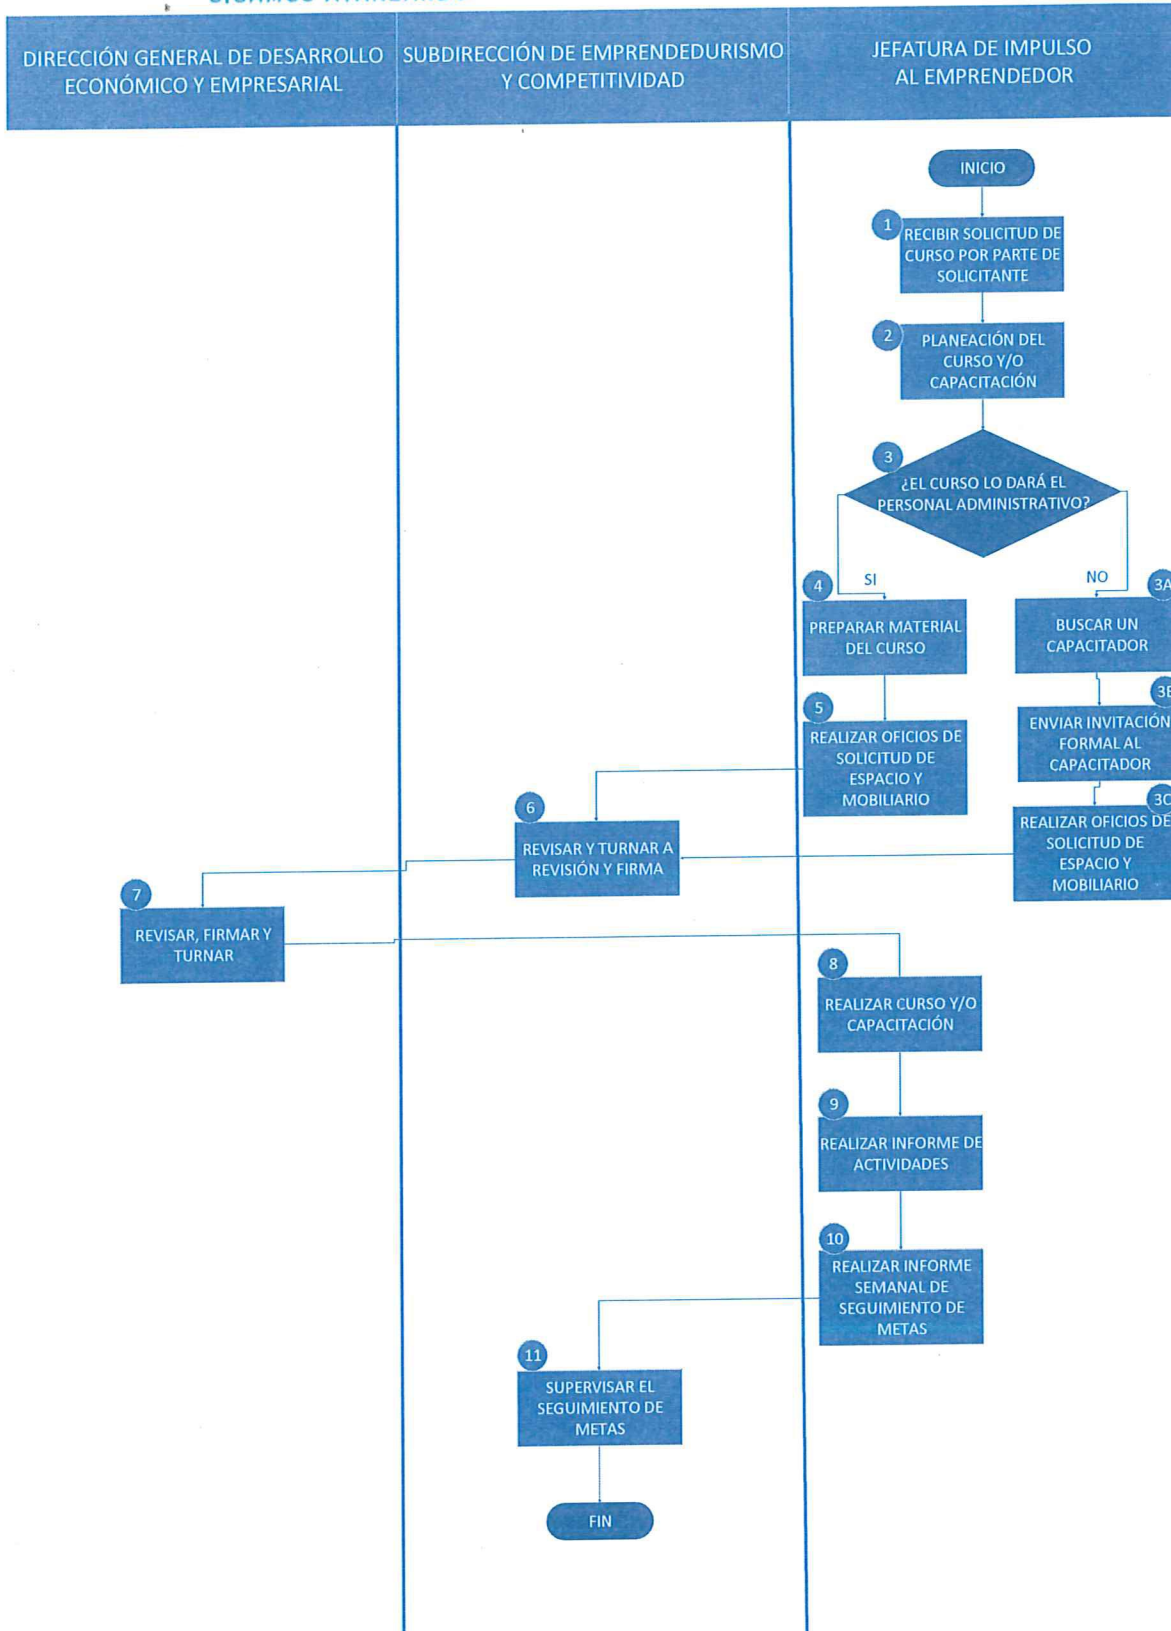 DIRECCIÓN GENERAL DE DESARROLLO
ECONÓMICO Y EMPRESARIAL
SUBDIRECCIÓN DE EMPRENDEDURISMO
Y COMPETITIVIDAD
JEFATURA DE IMPULSO
AL EMPRENDEDOR
INICIO
1
RECIBIR SOLICITUD DE
CURSO POR PARTE DE
SOLICITANTE
2
PLANEACIÓN DEL
CURSO Y/O
CAPACITACIÓN
3
¿EL CURSO LO DARÁ EL
PERSONAL ADMINISTRATIVO?
SI
NO
4
PREPARAR MATERIAL
DEL CURSO
3A
BUSCAR UN
CAPACITADOR
5
REALIZAR OFICIOS DE
SOLICITUD DE
ESPACIO Y
MOBILIARIO
3B
ENVIAR INVITACIÓN
FORMAL AL
CAPACITADOR
3C
REALIZAR OFICIOS DE
SOLICITUD DE
ESPACIO Y
MOBILIARIO
6
REVISAR Y TURNAR A
REVISIÓN Y FIRMA
7
REVISAR, FIRMAR Y
TURNAR
8
REALIZAR CURSO Y/O
CAPACITACIÓN
9
REALIZAR INFORME DE
ACTIVIDADES
10
REALIZAR INFORME
SEMANAL DE
SEGUIMIENTO DE
METAS
11
SUPERVISAR EL
SEGUIMIENTO DE
METAS
FIN